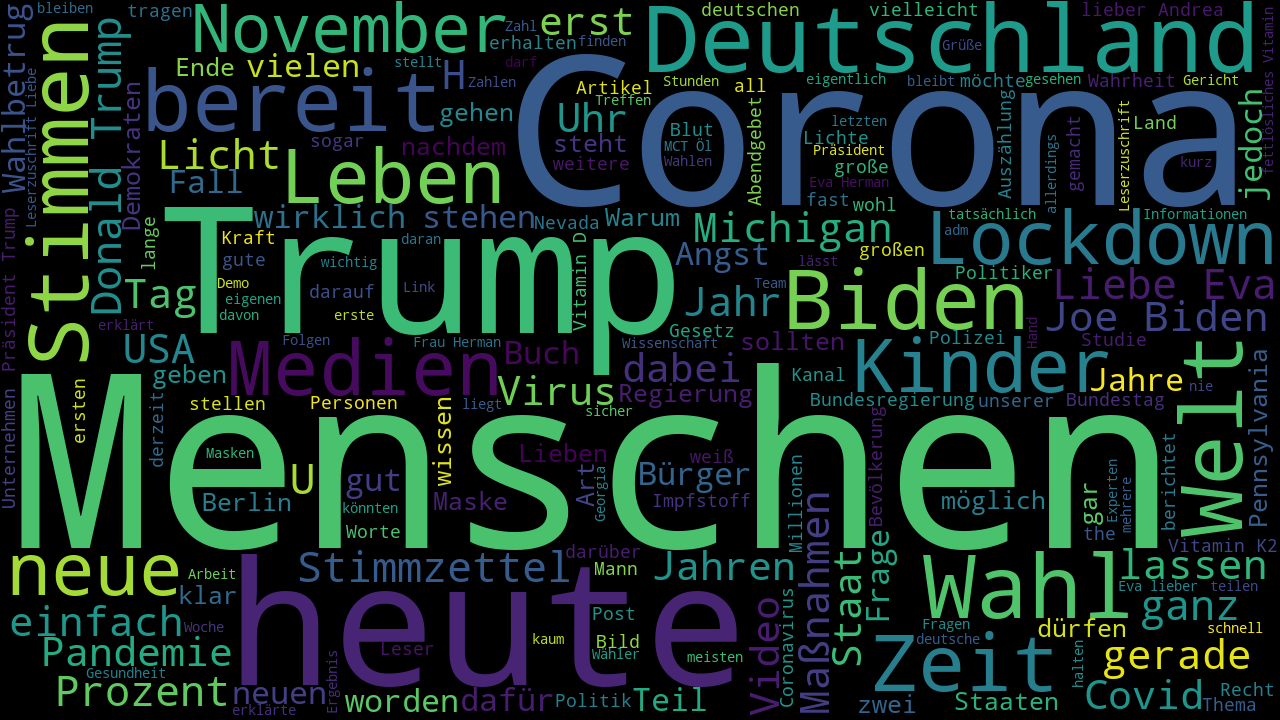 bleiben
tragen
November
erst
deutschen
vielleicht
lieber Andrea
Deutschland
Wahlbetrug
Leserzuschrift Liebe
Stimmen
Donald Trump
Demokraten
Zahl
erhalten
finden
Grüße
Ende
vielen
stellt
H
Zahlen
darf
Corona
bereit
gehen
Artikel
Stunden
all
eigentlich
bleibt
möchte
gesehen
Wahrheit
Gericht
fettlösliches Vitamin
Treffen
Uhr
Abendgebet
letzten
Lichte
Auszählung
allerdings
gemacht
Leserzuschrift
Land
jedoch
sogar
nachdem
steht
Blut
MCT Öl
Wahlen
Präsident
große
kurz
Licht
weitere
Fall
Leben
Eva Herman
fast
wohl
Präsident Trump
lange
Trump
wirklich
stehen
Nevada
Warum
tatsächlich
Informationen
Michigan
adm
Lockdown
Kraft
daran
Vitamin D
gute
wichtig
Angst
großen
lässt
Politiker
Tag
Demo
eigenen
davon
darauf
Link
erste
Jahr
Team
Biden
Liebe Eva
erklärt
Gesetz
Joe Biden
USA
Folgen
Frau Herman
Wissenschaft
sollten
Polizei
Hand
Studie
Medien
Buch
dabei
Kinder
Welt
geben
Virus
Regierung
Kanal
Jahre
nie
Unternehmen
ersten
derzeit
stellen
Personen
wissen
liegt
sicher
Bundesregierung
unserer
Bundestag
Pennsylvania
Menschen
Masken
Lieben
weiß
Bevölkerung
Berlin
U
gut
Art
Georgia
Bürger
Millionen
gar
Experten
mehrere
berichtet
Maske
könnten
Impfstoff
Maßnahmen
möglich
Worte
the
Vitamin K2
neue
heute
Stimmzettel
darüber
Mann
Jahren
Staat
Frage
Wahl
lassen
Arbeit
klar
Eva lieber
teilen
einfach
Woche
Post
Video
Coronavirus
ganz
Pandemie
Leser
kaum
Bild
Wähler
meisten
Fragen
deutsche
dürfen
schnell
Gesundheit
Ergebnis
Zeit
halten
gerade
Prozent
neuen
worden
dafür
Politik
Teil
zwei
Staaten
Covid
Recht
erklärte
Thema